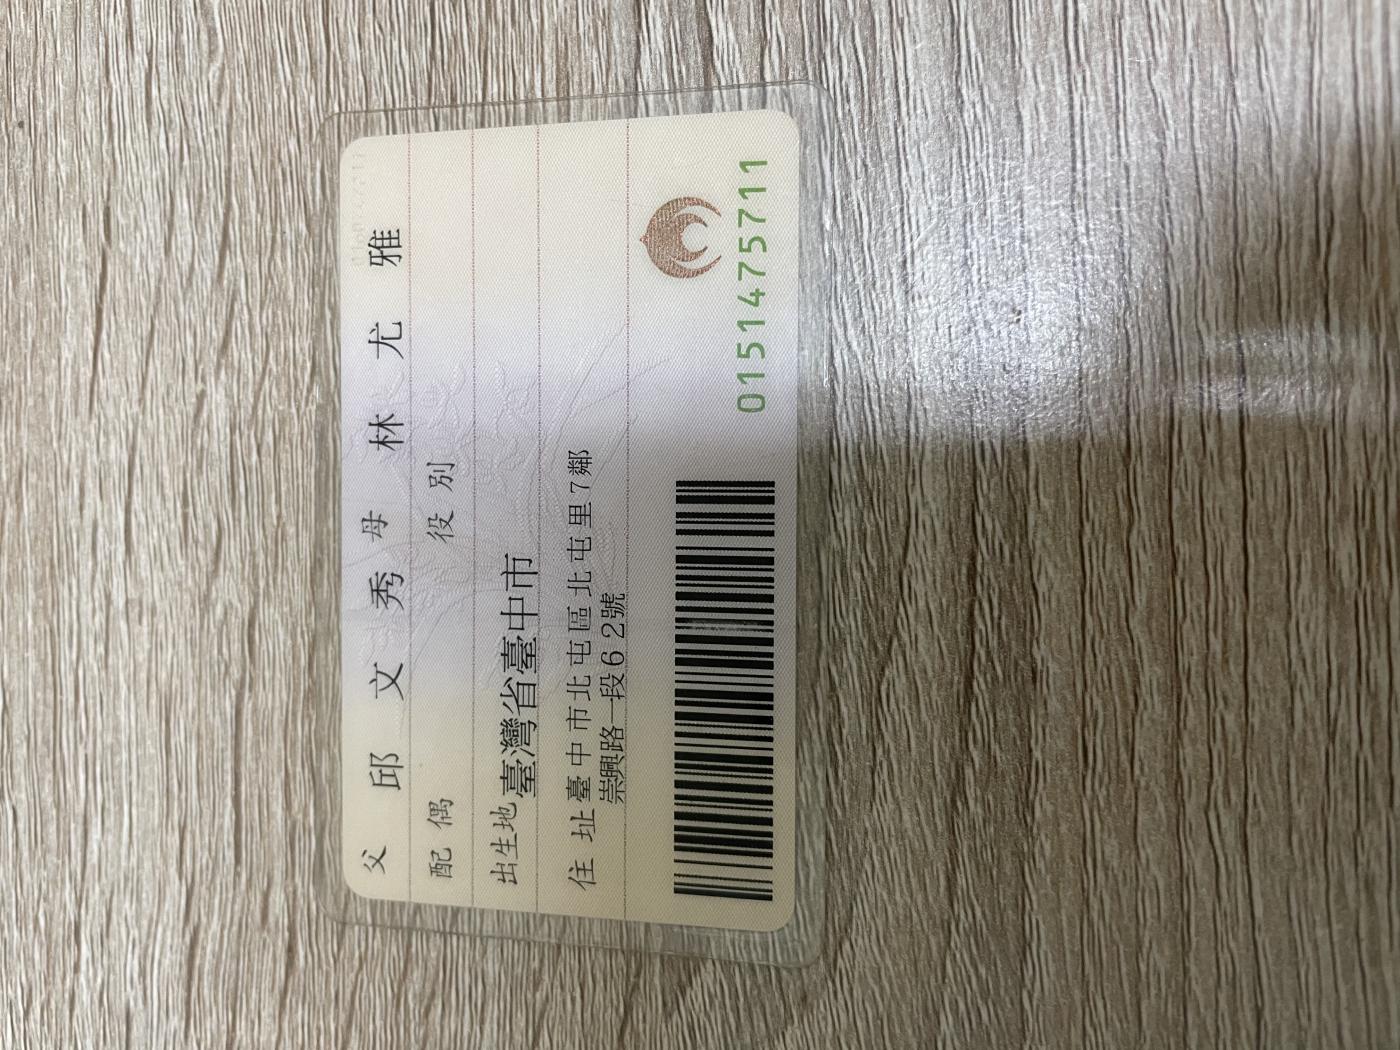 父 邱文秀 母 林尤雅
配偶 役別
出生地 臺灣省臺中市
住址 臺中市北屯區北屯里7鄰
崇興路一段62號
0151475711